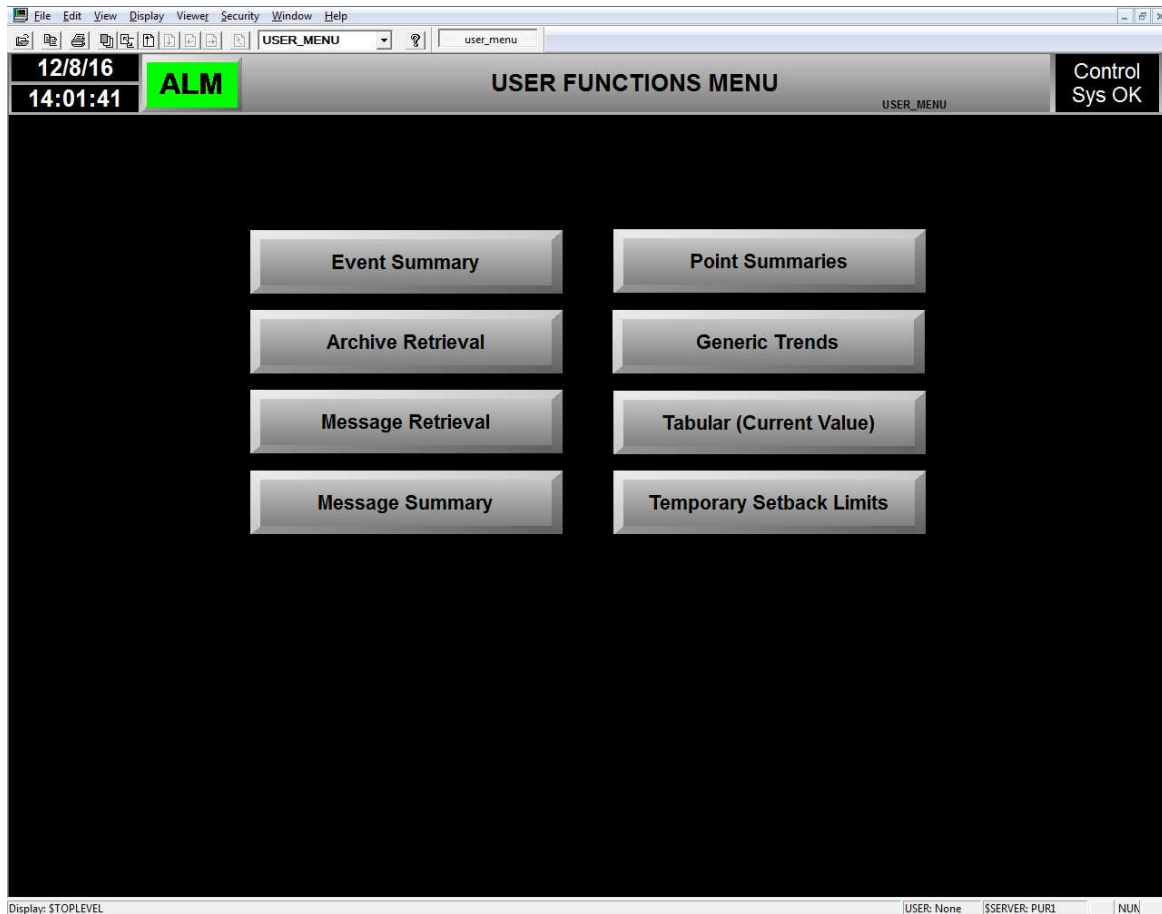 File Edit View Display Viewer Security Window Help
USER_MENU ? user_menu
12/8/16
14:01:41
ALM
USER FUNCTIONS MENU
USER_MENU
Control
Sys OK
Event Summary
Point Summaries
Archive Retrieval
Generic Trends
Message Retrieval
Tabular (Current Value)
Message Summary
Temporary Setback Limits
Display: $TOPLEVEL USER: None $SERVER: PUR1